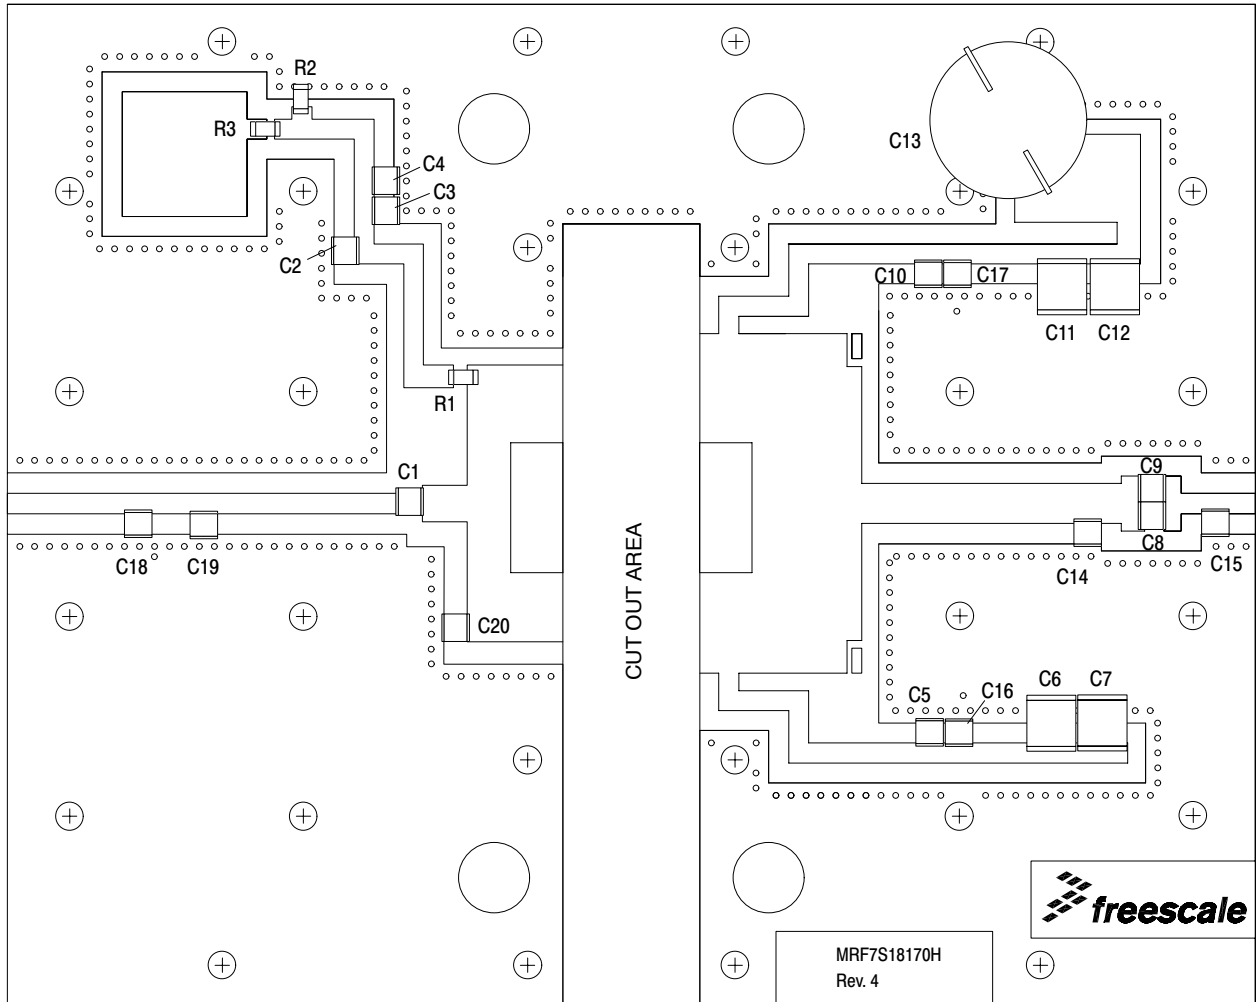 R2
R3
C13
C4
C3
C2
C10
C17
C11
C12
R1
C9
C1
C8
C18
C19
C14
C15
CUT OUT AREA
C20
C5
C16
C6
C7
freescale
MRF7S18170H
Rev. 4